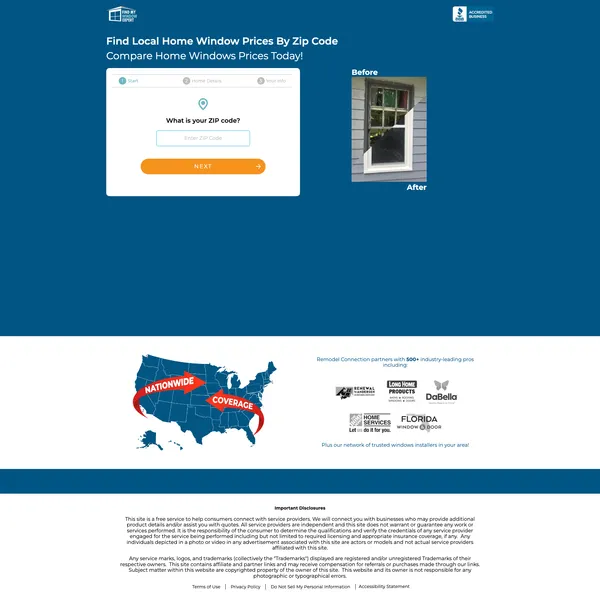 FIND MY
WINDOW
EXPERT
BBB
ACCREDITED
BUSINESS
Find Local Home Window Prices By Zip Code
Compare Home Windows Prices Today!
1 Start
2 Home Details
3 Your Info
What is your ZIP code?
Enter ZIP Code
NEXT
Before
After
NATIONWIDE
COVERAGE
Remodel Connection partners with 500+ industry-leading-pros
including:
RENEWAL
by ANDERSEN
LONG HOME
PRODUCTS
DaBella
HOME
SERVICES
Let us do it for you.
FLORIDA
WINDOW & DOOR
Plus our network of trusted windows installers in your area!
Important Disclosures
This site is a free service to help consumers connect with service providers. We will connect you with businesses who may provide additional
product details and/or assist you with quotes. All service providers are independent and this site does not warrant or guarantee any work or
services performed. It is the responsibility of the consumer to determine the qualifications and verify the credentials of any service provider
engaged for the service being performed including but not limited to required licensing and appropriate insurance coverage, if any. Any
individuals depicted in a photo or video in any advertisement associated with this site are actors or models and not actual service providers
affiliated with this site.
Any service marks, logos, and trademarks (collectively the "Trademarks") displayed are registered and/or unregistered Trademarks of their
respective owners. This site contains affiliate and partner links and may receive compensation for referrals or purchases made through our links.
Subject matter within this website are copyrighted property of the owner of this site. This website and its owner is not responsible for any
photographic or typographical errors.
Terms of Use | Privacy Policy | Do Not Sell My Personal Information | Accessibility Statement